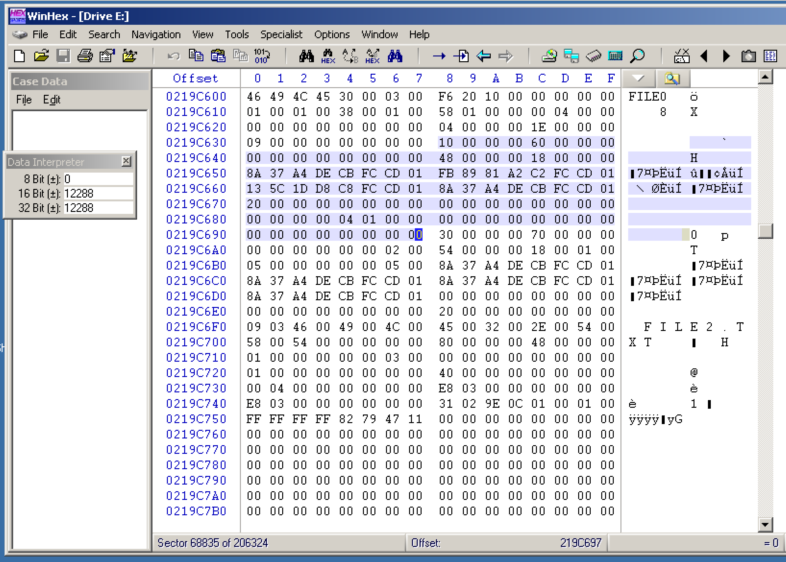 WinHex - [Drive E:]
File Edit Search Navigation View Tools Specialist Options Window Help
Case Data
File Edit
Data Interpreter
8 Bit (±): 0
16 Bit (±): 12288
32 Bit (±): 12288
Offset 0 1 2 3 4 5 6 7 8 9 A B C D E F
0219C600 46 49 4C 45 30 00 03 00 F6 20 10 00 00 00 00 00 FILE0 ö
0219C610 01 00 01 00 38 00 01 00 58 01 00 00 00 04 00 00 8 X
0219C620 00 00 00 00 00 00 00 00 04 00 00 00 1E 00 00 00
0219C630 09 00 00 00 00 00 00 00 10 00 00 00 60 00 00 00 `
0219C640 00 00 00 00 00 00 00 00 48 00 00 00 18 00 00 00 H
0219C650 8A 37 A4 DE CB FC CD 01 FB 89 81 A2 C2 FC CD 01 7¤ÞËüÍ û¢ÂüÍ
0219C660 13 5C 1D D8 C8 FC CD 01 8A 37 A4 DE CB FC CD 01 \ ØÈüÍ 7¤ÞËüÍ
0219C670 20 00 00 00 00 00 00 00 00 00 00 00 00 00 00 00
0219C680 00 00 00 00 04 01 00 00 00 00 00 00 00 00 00 00
0219C690 00 00 00 00 00 00 00 00 30 00 00 00 70 00 00 00 0 p
0219C6A0 00 00 00 00 00 00 02 00 54 00 00 00 18 00 01 00 T
0219C6B0 05 00 00 00 00 00 05 00 8A 37 A4 DE CB FC CD 01 7¤ÞËüÍ
0219C6C0 8A 37 A4 DE CB FC CD 01 8A 37 A4 DE CB FC CD 01 7¤ÞËüÍ 7¤ÞËüÍ
0219C6D0 8A 37 A4 DE CB FC CD 01 00 00 00 00 00 00 00 00 7¤ÞËüÍ
0219C6E0 00 00 00 00 00 00 00 00 20 00 00 00 00 00 00 00
0219C6F0 09 03 46 00 49 00 4C 00 45 00 32 00 2E 00 54 00 F I L E 2 . T
0219C700 58 00 54 00 00 00 00 00 80 00 00 00 48 00 00 00 X T H
0219C710 01 00 00 00 00 00 03 00 00 00 00 00 00 00 00 00
0219C720 01 00 00 00 00 00 00 00 40 00 00 00 00 00 00 00 @
0219C730 00 04 00 00 00 00 00 00 E8 03 00 00 00 00 00 00 è
0219C740 E8 03 00 00 00 00 00 00 31 02 9E 0C 01 00 01 00 è 1
0219C750 FF FF FF FF 82 79 47 11 00 00 00 00 00 00 00 00 ÿÿÿÿyG
0219C760 00 00 00 00 00 00 00 00 00 00 00 00 00 00 00 00
0219C770 00 00 00 00 00 00 00 00 00 00 00 00 00 00 00 00
0219C780 00 00 00 00 00 00 00 00 00 00 00 00 00 00 00 00
0219C790 00 00 00 00 00 00 00 00 00 00 00 00 00 00 00 00
0219C7A0 00 00 00 00 00 00 00 00 00 00 00 00 00 00 00 00
0219C7B0 00 00 00 00 00 00 00 00 00 00 00 00 00 00 00 00
Sector 68835 of 206324 Offset: 219C697 = 0